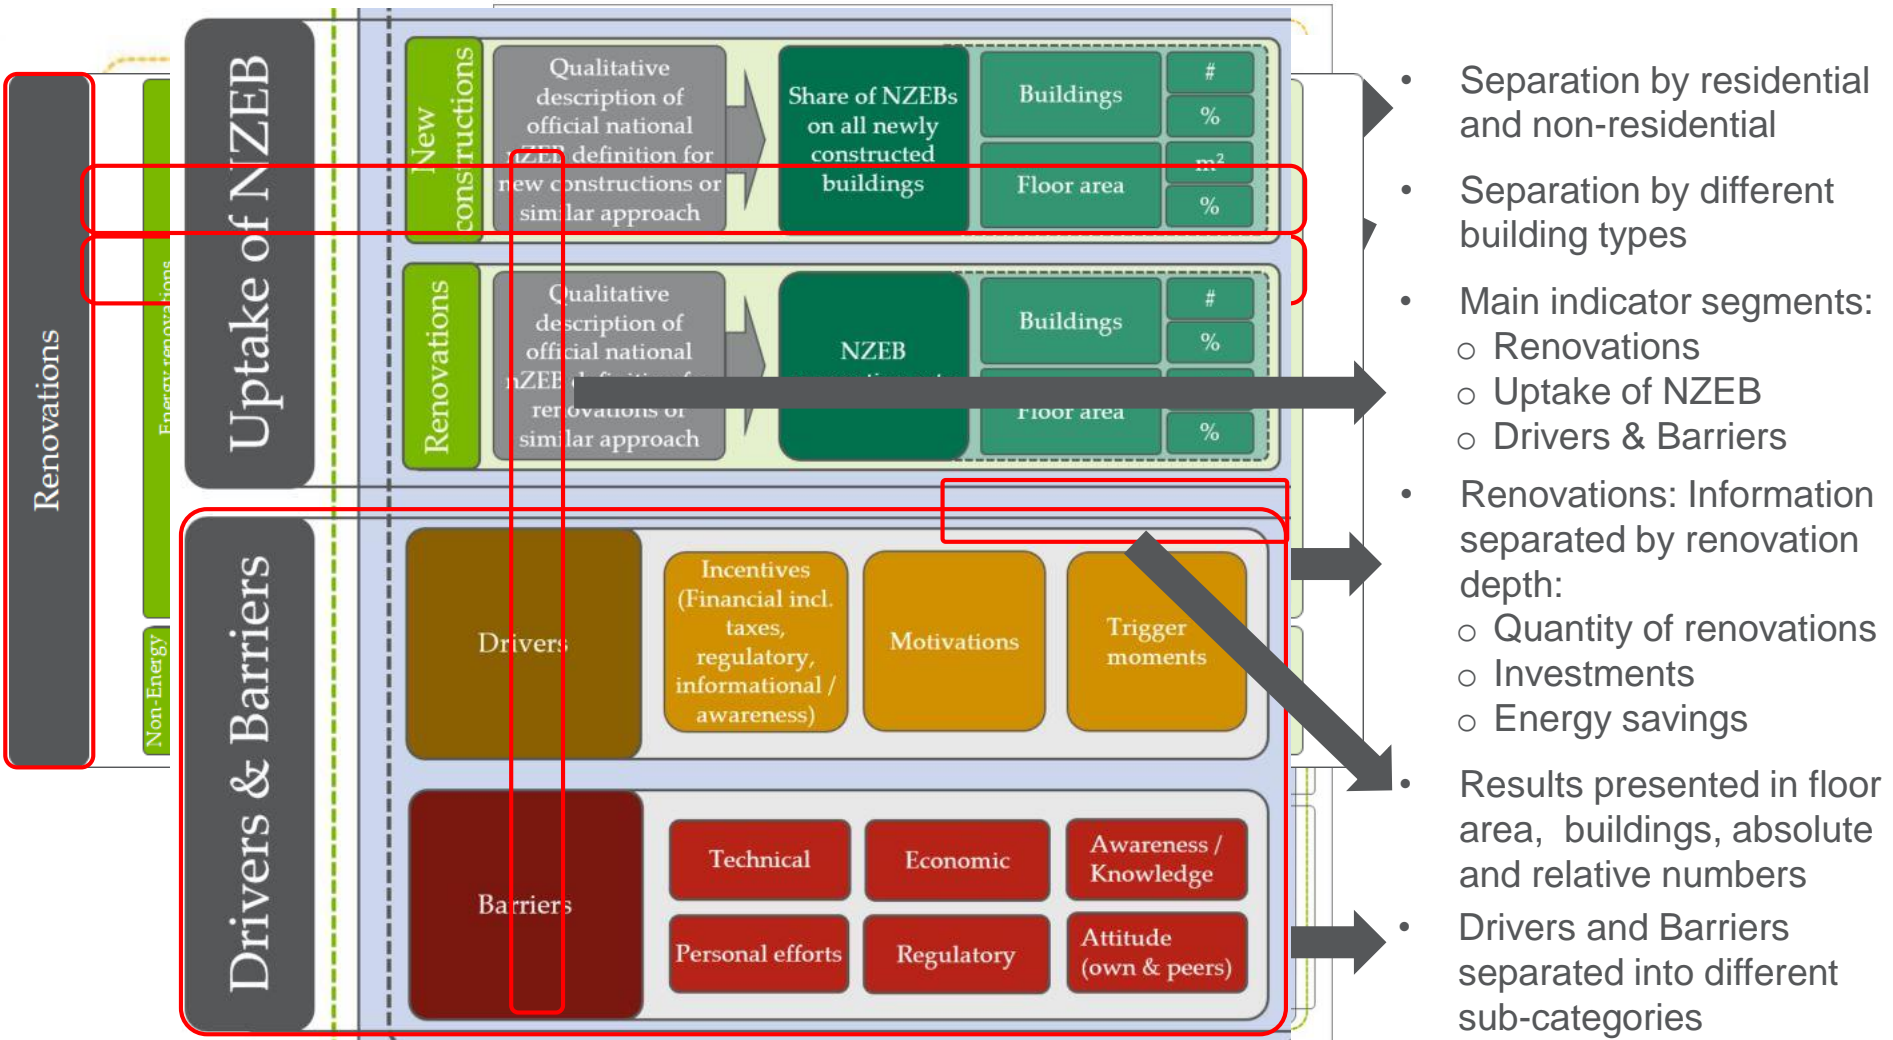 Renovations
Energy renovations
Non-Energy
Uptake of NZEB
New
constructions
Qualitative
description of
official national
nZEB definition for
new constructions or
similar approach
Share of NZEBs
on all newly
constructed
buildings
Buildings
#
%
Floor area
m²
%
Renovations
Qualitative
description of
official national
nZEB definition for
renovations or
similar approach
NZEB
Buildings
#
%
Floor area
%
Drivers & Barriers
Drivers
Incentives
(Financial incl.
taxes,
regulatory,
informational /
awareness)
Motivations
Trigger
moments
Barriers
Technical
Economic
Awareness /
Knowledge
Personal efforts
Regulatory
Attitude
(own & peers)
• Separation by residential
and non-residential
• Separation by different
building types
• Main indicator segments:
o Renovations
o Uptake of NZEB
o Drivers & Barriers
• Renovations: Information
separated by renovation
depth:
o Quantity of renovations
o Investments
o Energy savings
• Results presented in floor
area, buildings, absolute
and relative numbers
• Drivers and Barriers
separated into different
sub-categories